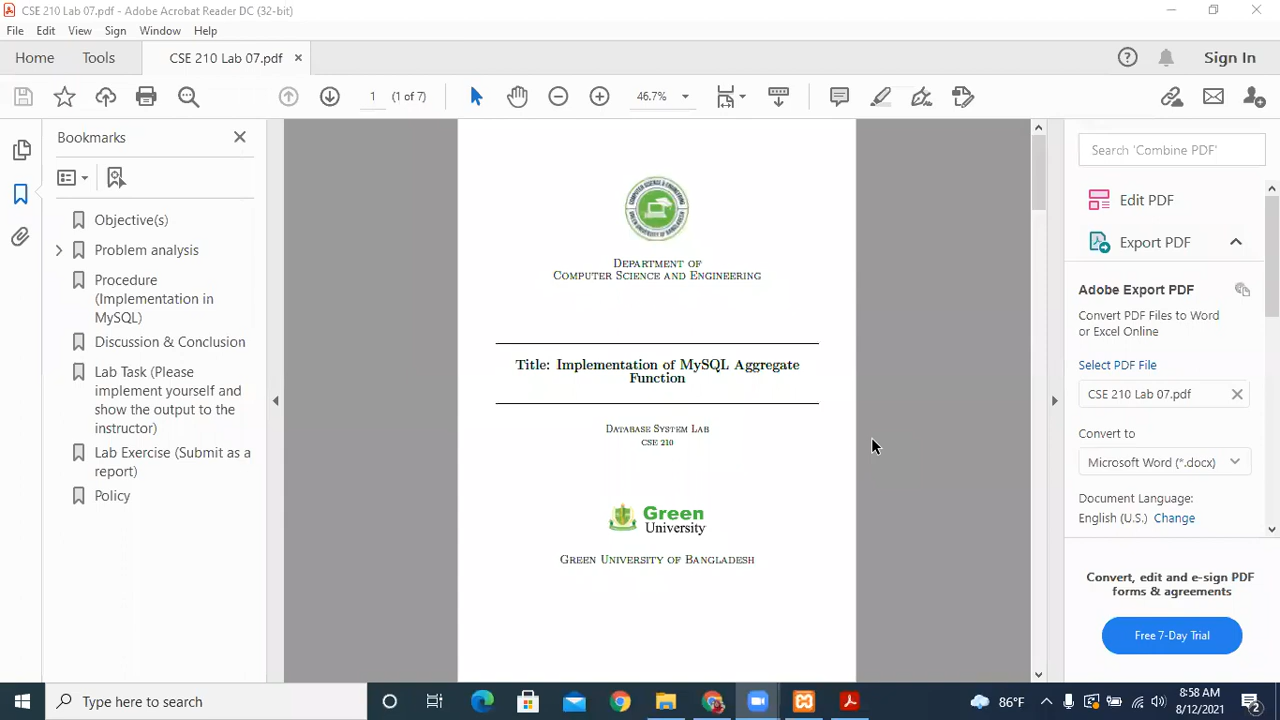 CSE 210 Lab 07.pdf - Adobe Acrobat Reader DC (32-bit)
File Edit View Sign Window Help
Home Tools CSE 210 Lab 07.pdf × Sign In
1 (1 of 7) 46.7%
Bookmarks
Objective(s)
Problem analysis
Procedure
(Implementation in
MySQL)
Discussion & Conclusion
Lab Task (Please
implement yourself and
show the output to the
instructor)
Lab Exercise (Submit as a
report)
Policy
DEPARTMENT OF
COMPUTER SCIENCE AND ENGINEERING
Title: Implementation of MySQL Aggregate
Function
DATABASE SYSTEM LAB
CSE 210
Green
University
GREEN UNIVERSITY OF BANGLADESH
Search 'Combine PDF'
Edit PDF
Export PDF
Adobe Export PDF
Convert PDF Files to Word
or Excel Online
Select PDF File
CSE 210 Lab 07.pdf
Convert to
Microsoft Word (*.docx)
Document Language:
English (U.S.) Change
Convert, edit and e-sign PDF
forms & agreements
Free 7-Day Trial
Type here to search
86°F
8:58 AM
8/12/2021
2